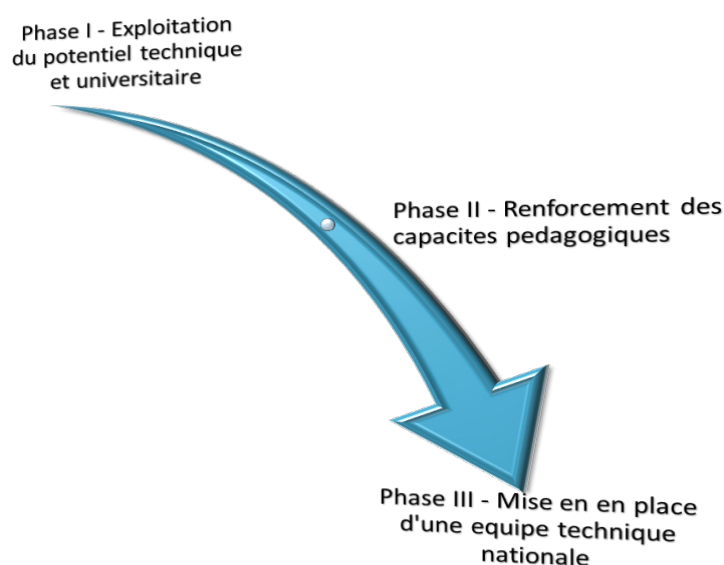 Phase I - Exploitation
du potentiel technique
et universitaire
Phase II - Renforcement des
capacites pedagogiques
Phase III - Mise en en place
d'une equipe technique
nationale